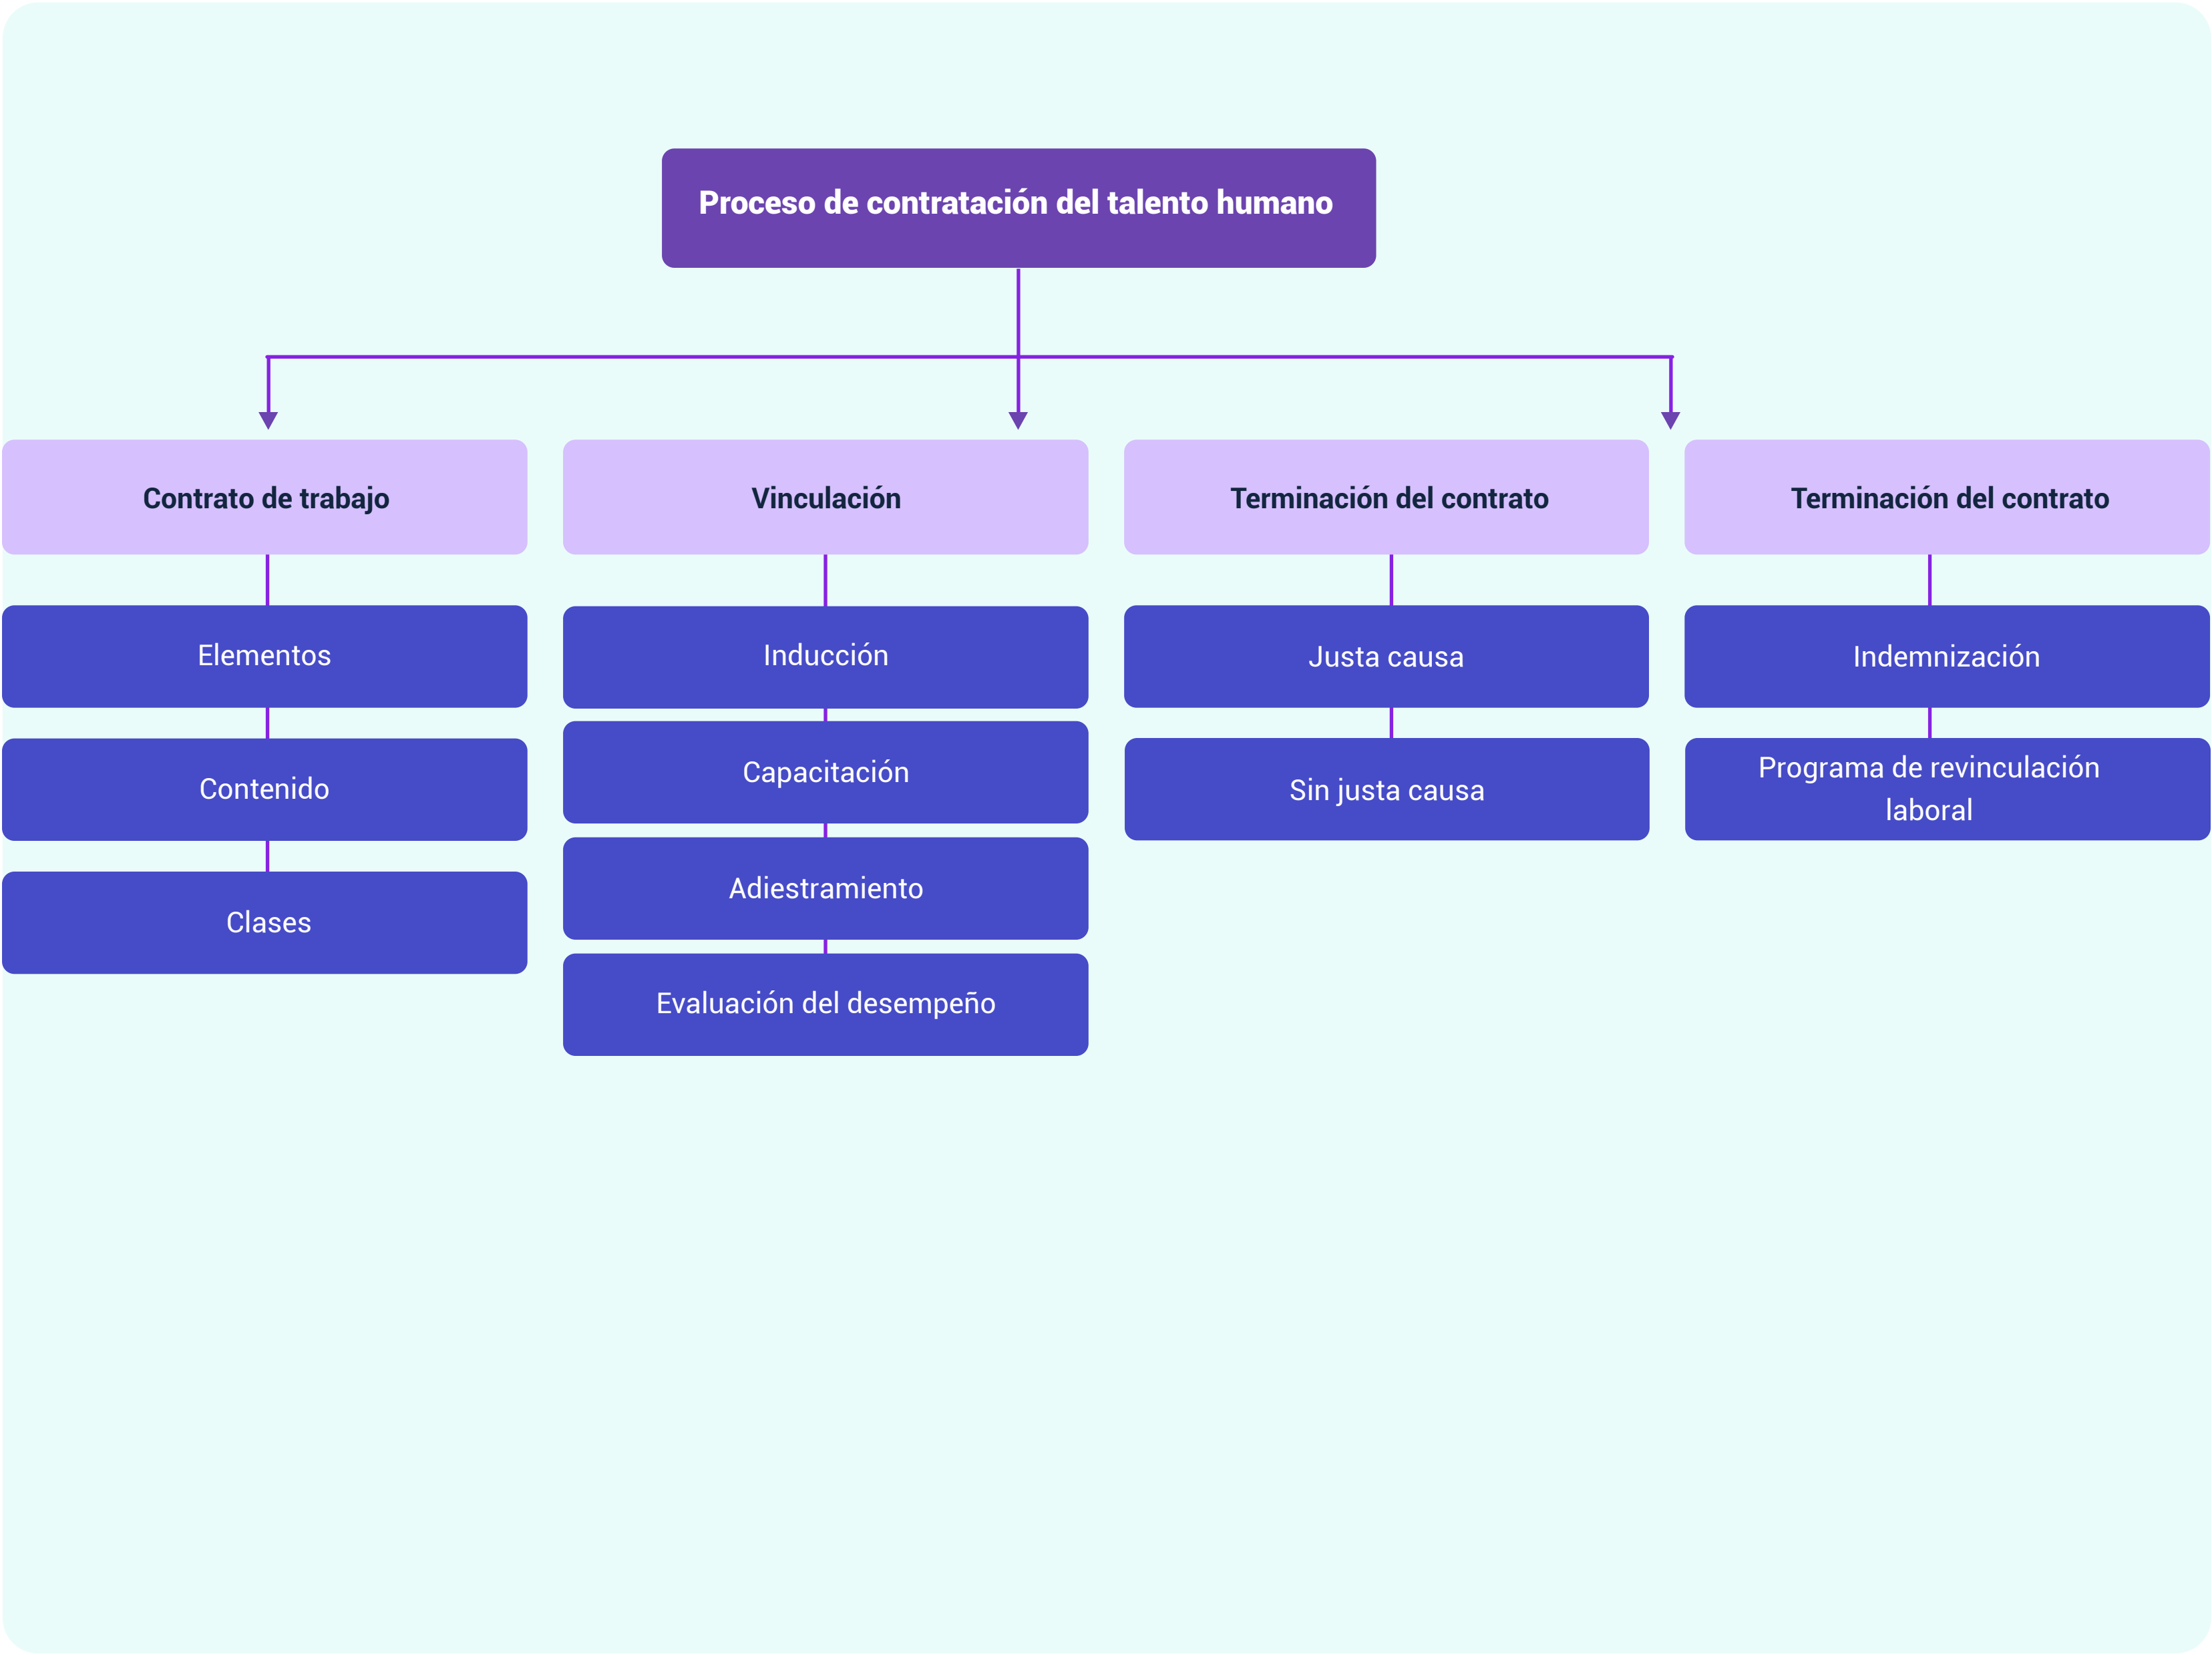 Proceso de contratación del talento humano
Contrato de trabajo
Vinculación
Terminación del contrato
Terminación del contrato
Elementos
Contenido
Clases
Inducción
Capacitación
Adiestramiento
Evaluación del desempeño
Justa causa
Sin justa causa
Indemnización
Programa de revinculación
laboral